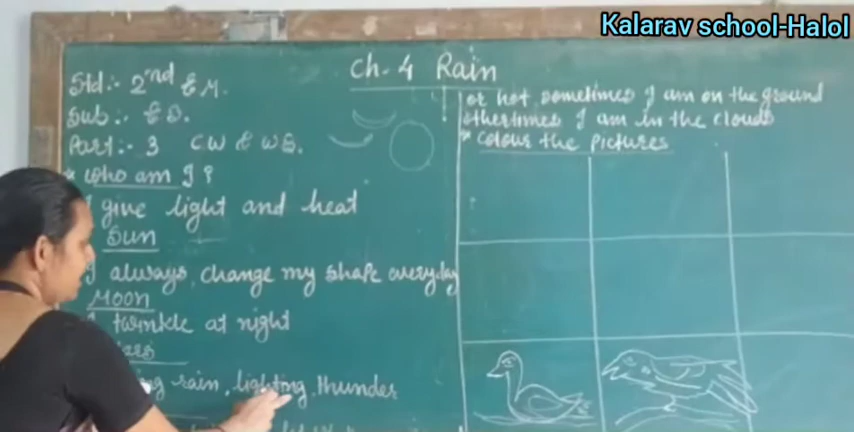 Kalarav school-Halol
Ch-4 Rain
Std:- 2nd E M.
Sub:- E S.
Part:- 3 CW & WB.
* Who am I ?
I give light and heat
Sun
I always change my shape everyday
Moon
I twinkle at night
rain, lighting, thunder
or hot, sometimes I am on the ground
othertimes I am in the clouds
* Colour the Pictures